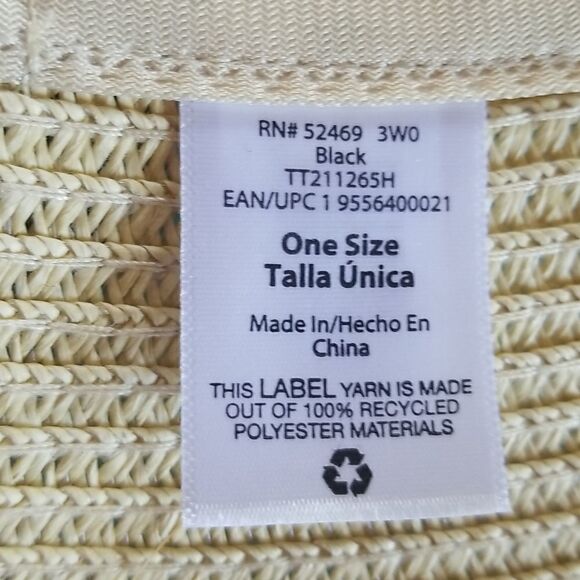 RN# 52469 3W0
Black
TT211265H
EAN/UPC 1 9556400021
One Size
Talla Única
Made In/Hecho En
China
THIS LABEL YARN IS MADE
OUT OF 100% RECYCLED
POLYESTER MATERIALS